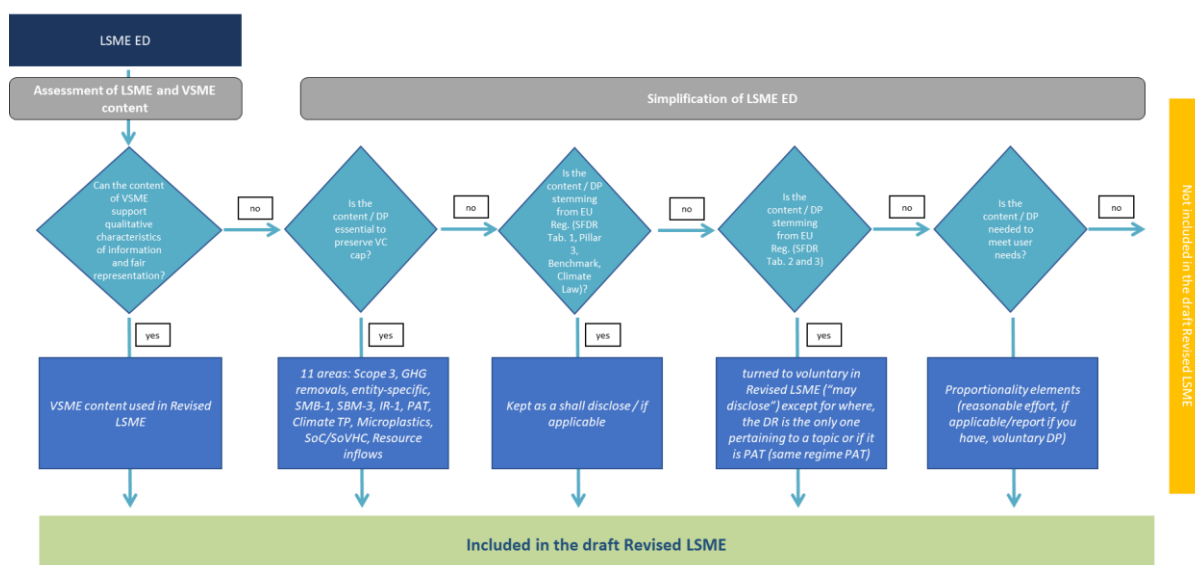 LSME ED
Assessment of LSME and VSME
content
Simplification of LSME ED
Can the content
of VSME
support
qualitative
characteristics
of information
and fair
representation?
no
Is the
content / DP
essential to
preserve VC
cap?
no
Is the
content / DP
stemming
from EU
Reg. (SFDR
Tab. 1, Pillar
3,
Benchmark,
Climate
Law)?
no
Is the
content / DP
stemming
from EU
Reg. (SFDR
Tab. 2 and 3)
no
Is the
content / DP
needed to
meet user
needs?
no
Not included in the draft Revised LSME
yes
yes
yes
yes
VSME content used in Revised
LSME
11 areas: Scope 3, GHG
removals, entity-specific,
SMB-1, SBM-3, IR-1, PAT,
Climate TP, Microplastics,
SoC/SoVHC, Resource
inflows
Kept as a shall disclose / if
applicable
turned to voluntary in
Revised LSME (“may
disclose”) except for where,
the DR is the only one
pertaining to a topic or if it
is PAT (same regime PAT)
Proportionality elements
(reasonable effort, if
applicable/report if you
have, voluntary DP)
Included in the draft Revised LSME